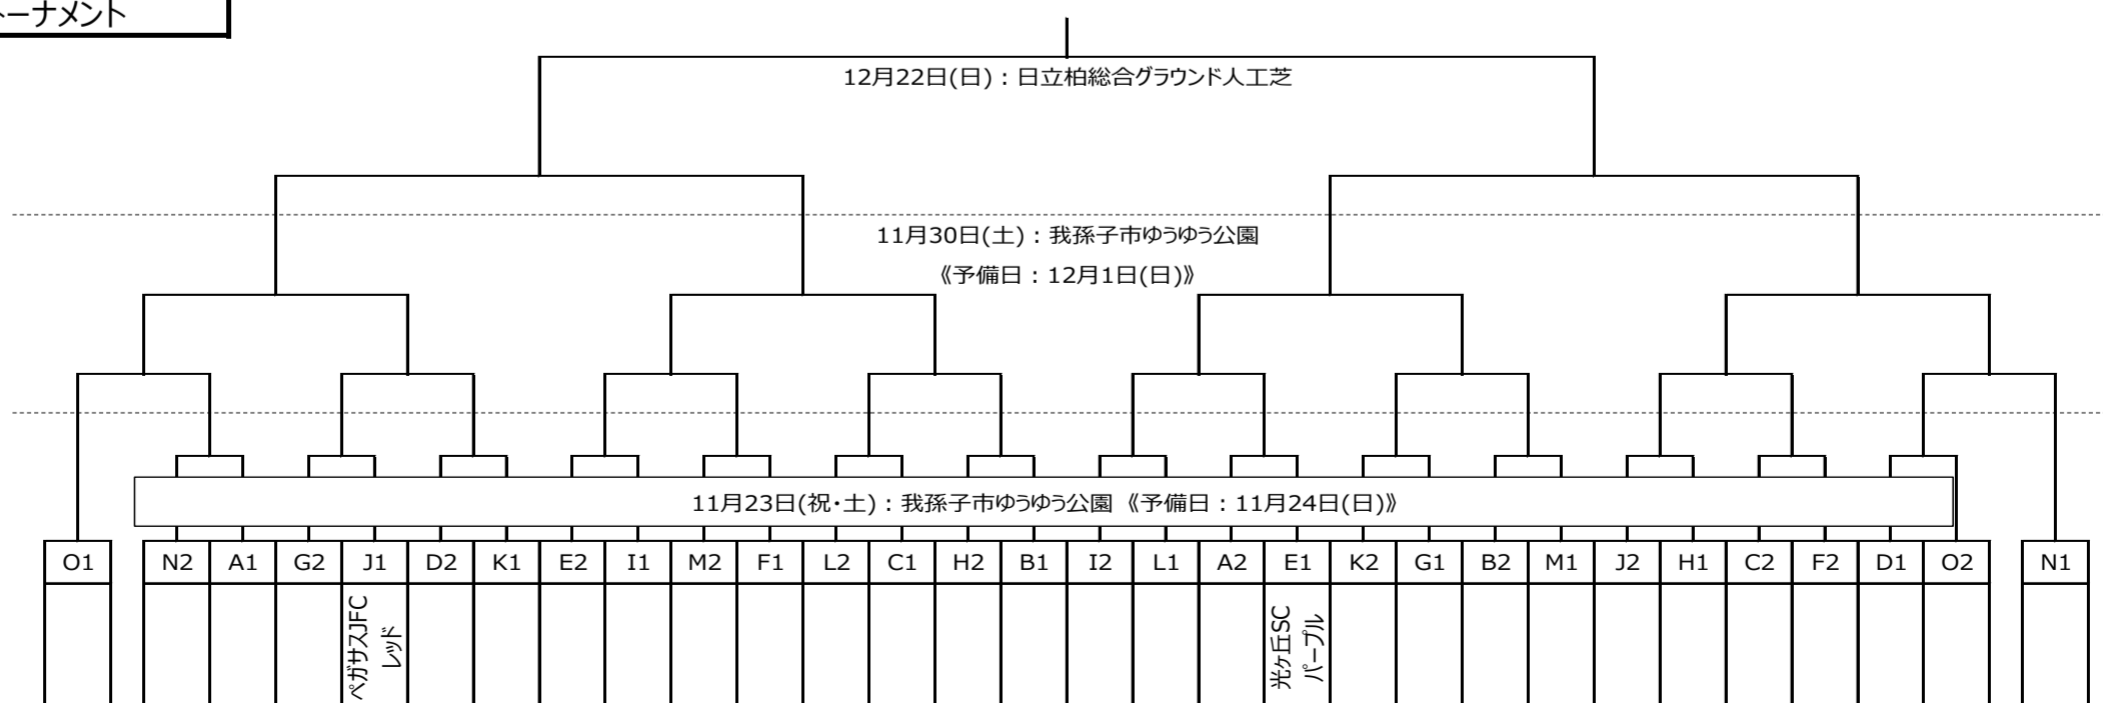 トーナメント
12月22日(日)：日立柏総合グラウンド人工芝
11月30日(土)：我孫子市ゆうゆう公園
《予備日：12月1日(日)》
11月23日(祝・土)：我孫子市ゆうゆう公園 《予備日：11月24日(日)》
O1 N2 A1 G2 J1 D2 K1 E2 I1 M2 F1 L2 C1 H2 B1 I2 L1 A2 E1 K2 G1 B2 M1 J2 H1 C2 F2 D1 O2 N1
ペガサスJFC
レッド
光ヶ丘SC
パープル